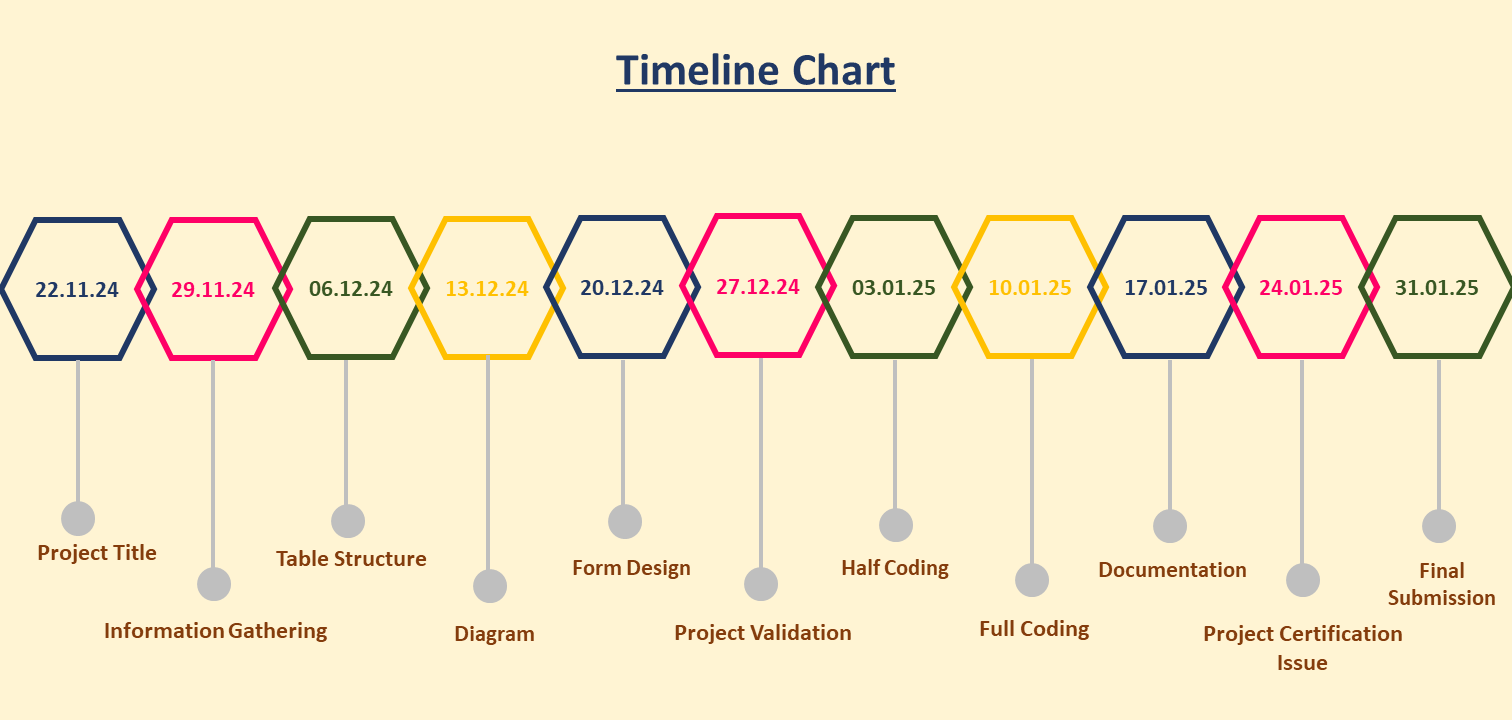 Timeline Chart
22.11.24
29.11.24
06.12.24
13.12.24
20.12.24
27.12.24
03.01.25
10.01.25
17.01.25
24.01.25
31.01.25
Project Title
Information Gathering
Table Structure
Diagram
Form Design
Project Validation
Half Coding
Full Coding
Documentation
Project Certification
Issue
Final
Submission